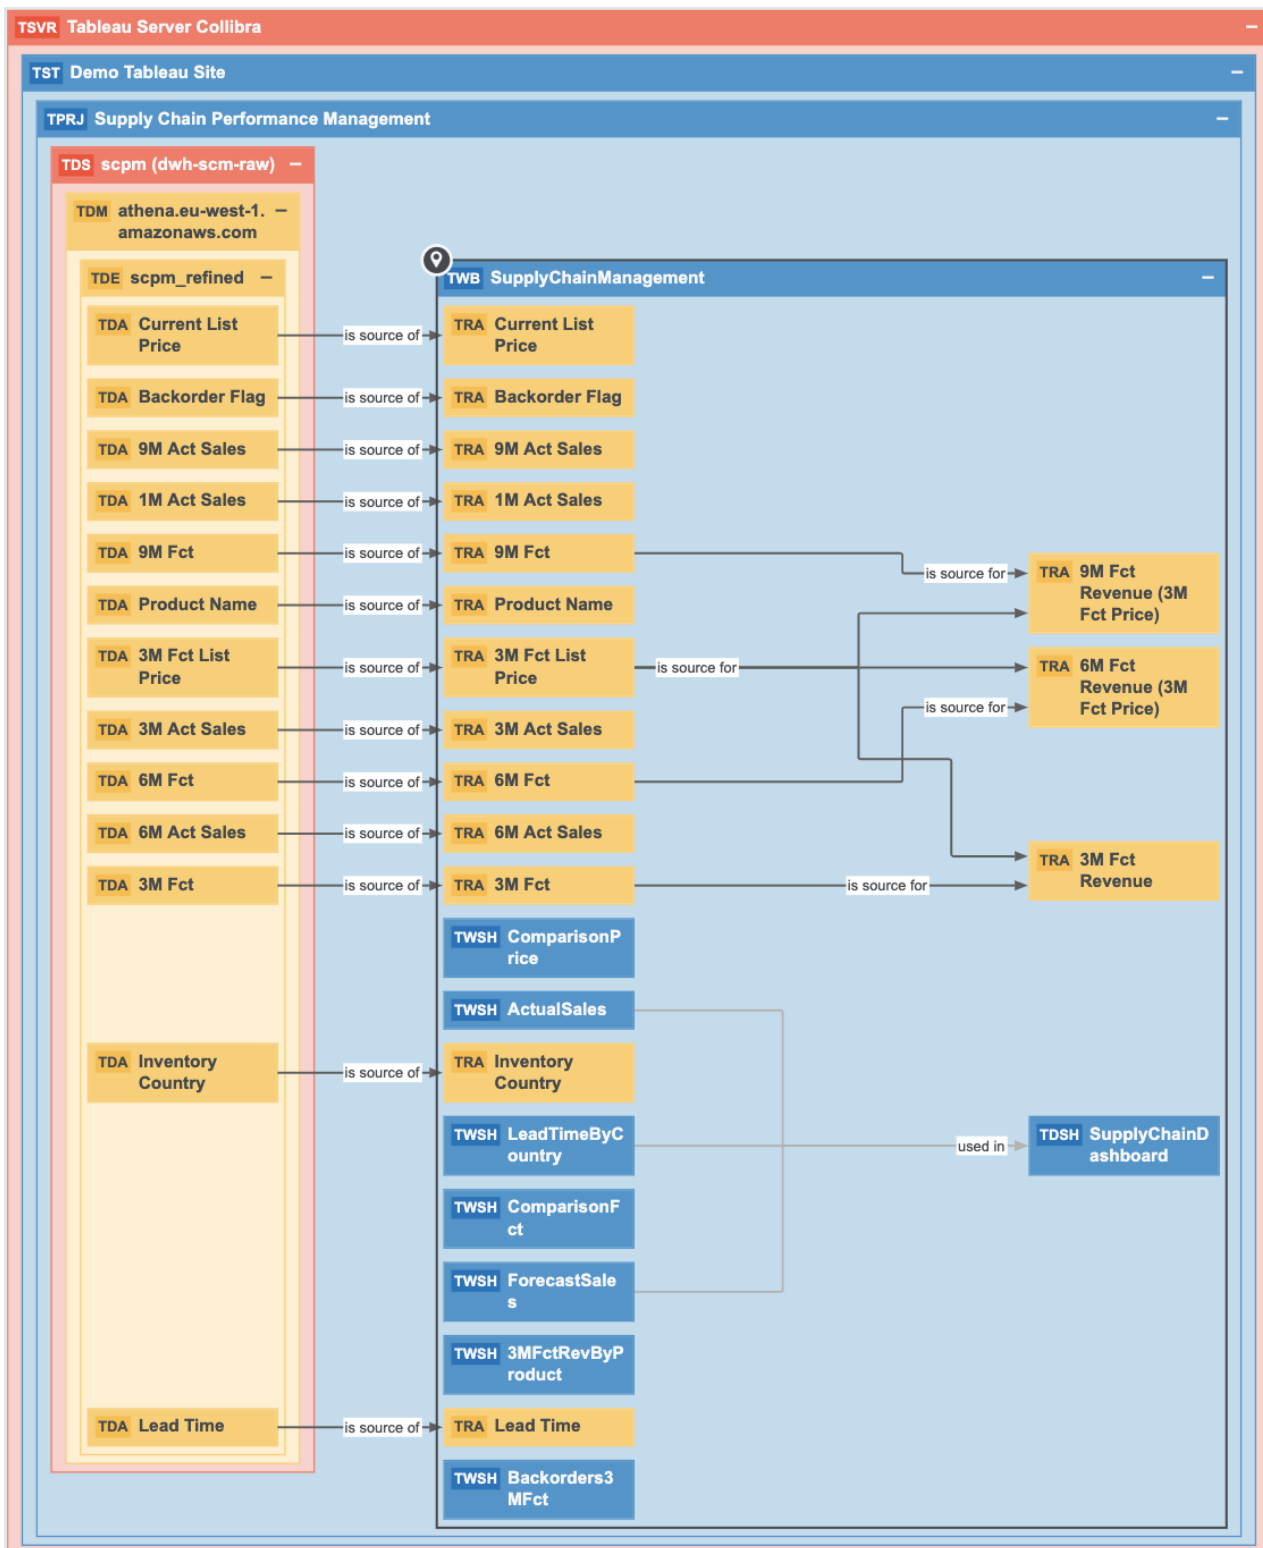 TSVR Tableau Server Collibra
TST Demo Tableau Site
TPRJ Supply Chain Performance Management
TDS scpm (dwh-scm-raw)
TDM athena.eu-west-1.
amazonaws.com
TDE scpm_refined
TWB SupplyChainManagement
TDA Current List
Price
is source of
TRA Current List
Price
TDA Backorder Flag
is source of
TRA Backorder Flag
TDA 9M Act Sales
is source of
TRA 9M Act Sales
TDA 1M Act Sales
is source of
TRA 1M Act Sales
TDA 9M Fct
is source of
TRA 9M Fct
is source for
TRA 9M Fct
Revenue (3M
Fct Price)
TDA Product Name
is source of
TRA Product Name
TDA 3M Fct List
Price
is source of
TRA 3M Fct List
Price
is source for
TRA 6M Fct
Revenue (3M
Fct Price)
is source for
TDA 3M Act Sales
is source of
TRA 3M Act Sales
TDA 6M Fct
is source of
TRA 6M Fct
TDA 6M Act Sales
is source of
TRA 6M Act Sales
TDA 3M Fct
is source of
TRA 3M Fct
is source for
TRA 3M Fct
Revenue
TWSH ComparisonP
rice
TWSH ActualSales
TDA Inventory
Country
is source of
TRA Inventory
Country
TWSH LeadTimeByC
ountry
used in
TDSH SupplyChainD
ashboard
TWSH ComparisonF
ct
TWSH ForecastSale
s
TWSH 3MFctRevByP
roduct
TDA Lead Time
is source of
TRA Lead Time
TWSH Backorders3
MFct